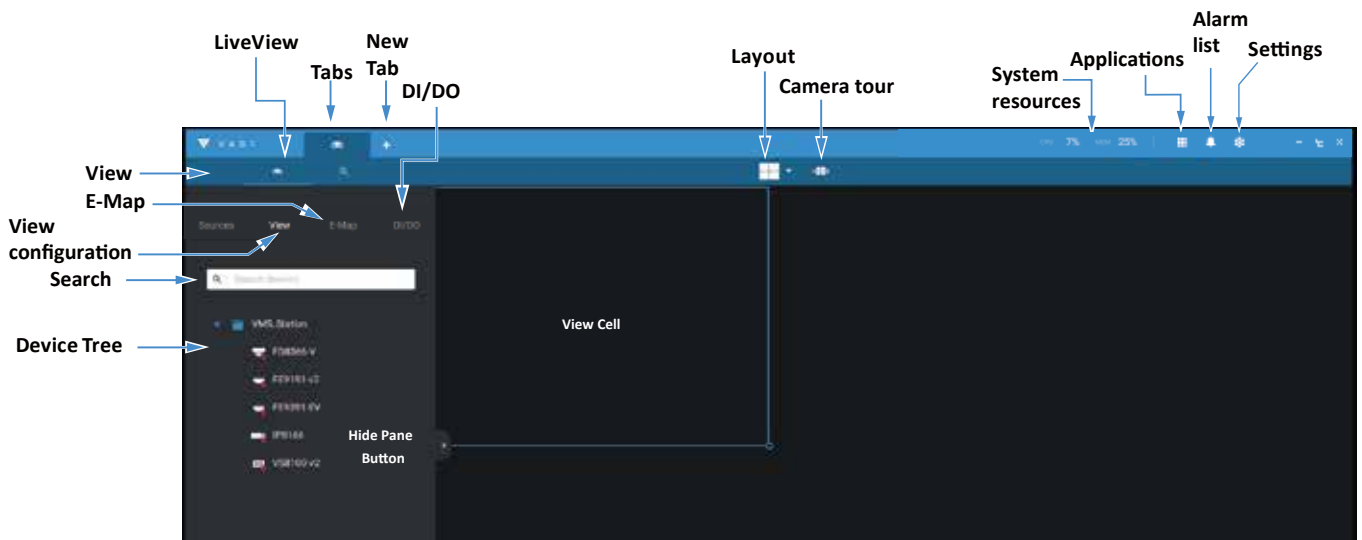 Alarm
list
LiveView
New
Tab
Tabs
DI/DO
Layout
Camera tour
System
resources
Applications
Settings
VAST
7%
25%
View
E-Map
View
configuration
Search
Device Tree
Sources
View
E-Map
DI/DO
VMS, Station
View Cell
Hide Pane
Button